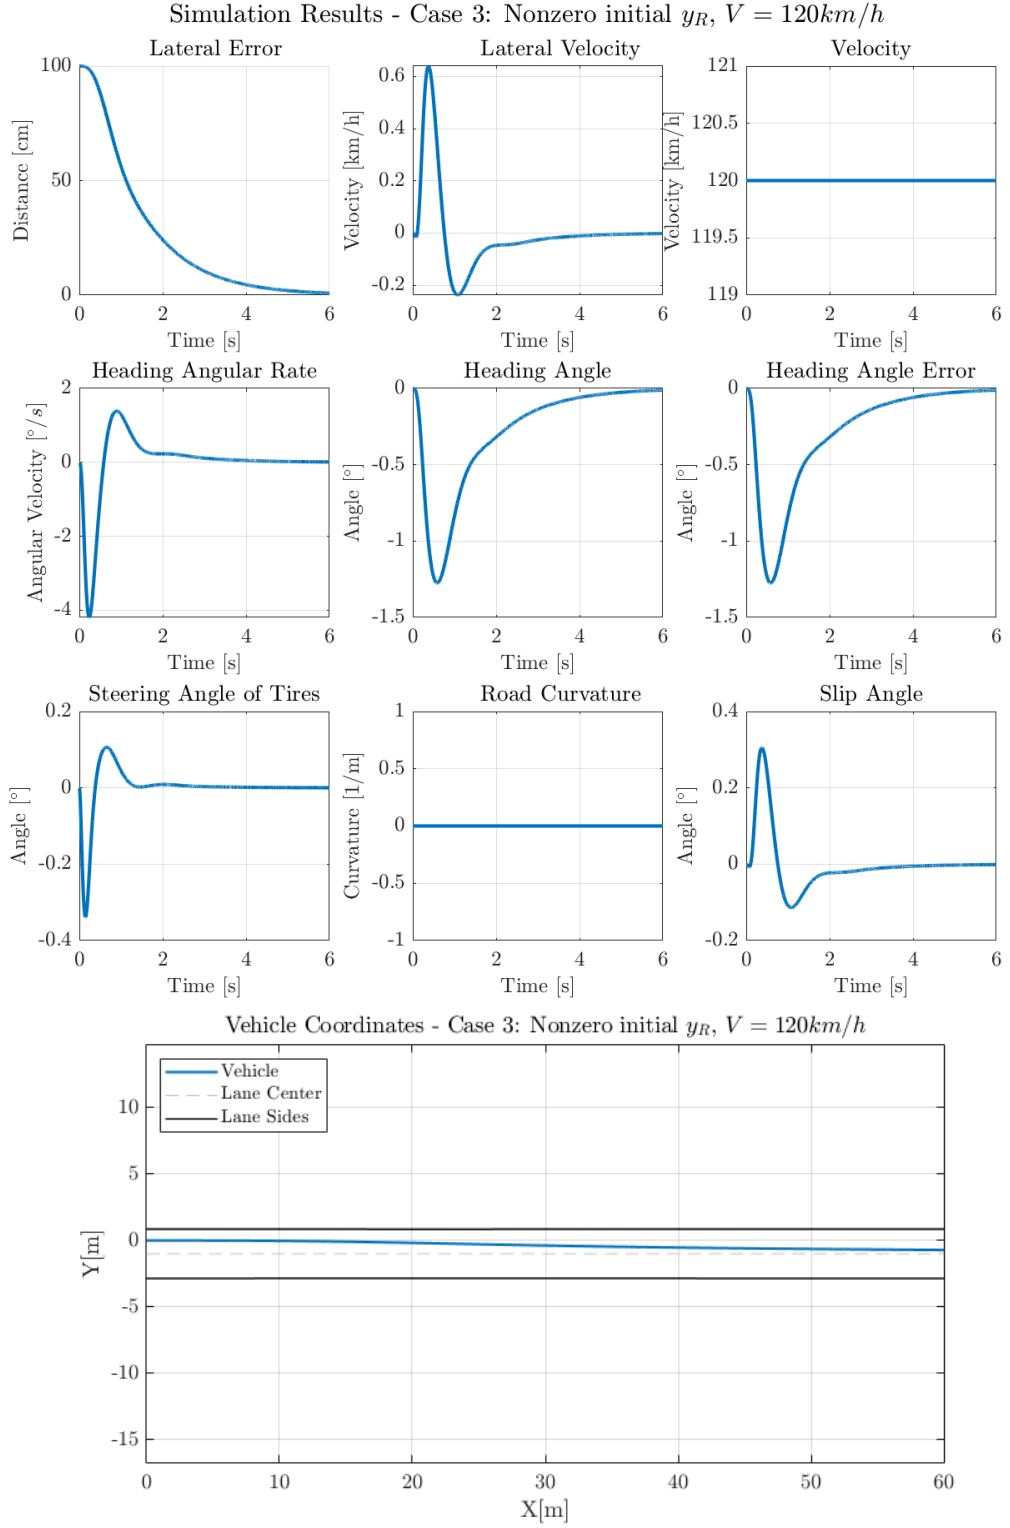 Simulation Results - Case 3: Nonzero initial y_R, V = 120km/h
Lateral Error
Distance [cm]
100
50
0
0 2 4 6
Time [s]
Lateral Velocity
Velocity [km/h]
0.6
0.4
0.2
0
-0.2
0 2 4 6
Time [s]
Velocity
Velocity [km/h]
121
120.5
120
119.5
119
0 2 4 6
Time [s]
Heading Angular Rate
Angular Velocity [°/s]
2
0
-2
-4
0 2 4 6
Time [s]
Heading Angle
Angle [°]
0
-0.5
-1
-1.5
0 2 4 6
Time [s]
Heading Angle Error
Angle [°]
0
-0.5
-1
-1.5
0 2 4 6
Time [s]
Steering Angle of Tires
Angle [°]
0.2
0
-0.2
-0.4
0 2 4 6
Time [s]
Road Curvature
Curvature [1/m]
1
0.5
0
-0.5
-1
0 2 4 6
Time [s]
Slip Angle
Angle [°]
0.4
0.2
0
-0.2
0 2 4 6
Time [s]
Vehicle Coordinates - Case 3: Nonzero initial y_R, V = 120km/h
Vehicle
Lane Center
Lane Sides
Y[m]
10
5
0
-5
-10
-15
0 10 20 30 40 50 60
X[m]